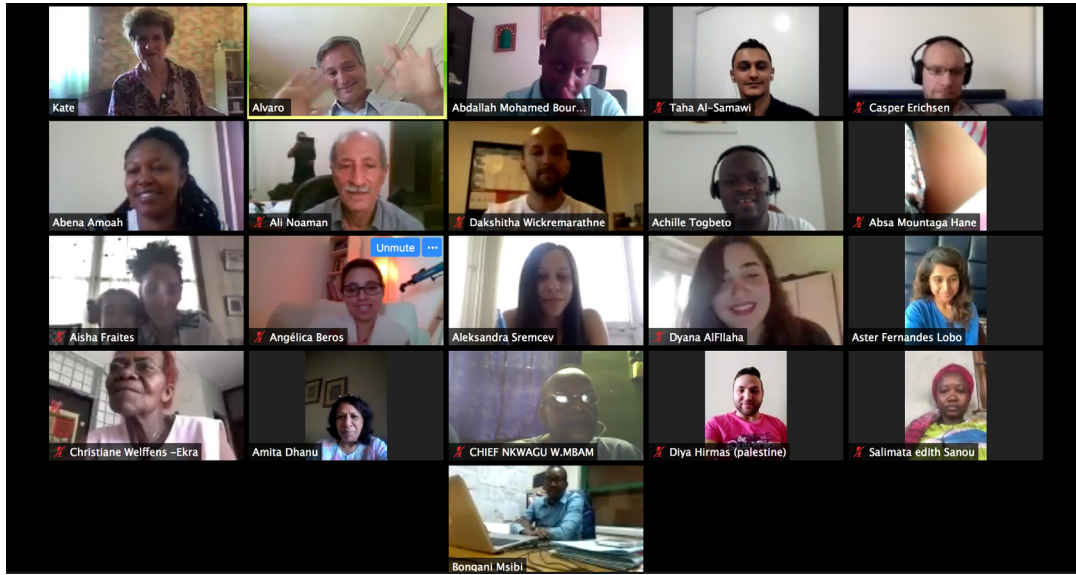 Kate
Alvaro
Abdallah Mohamed Bour...
Taha Al-Samawi
Casper Erichsen
Abena Amoah
Ali Noaman
Dakshitha Wickremarathne
Achille Togbeto
Absa Mountaga Hane
Aisha Fraites
Unmute ...
Angélica Beros
Aleksandra Sremcev
Dyana AlFllaha
Aster Fernandes Lobo
Christiane Welffens -Ekra
Amita Dhanu
CHIEF NKWAGU W.MBAM
Diya Hirmas (palestine)
Salimata edith Sanou
Bongani Msibi